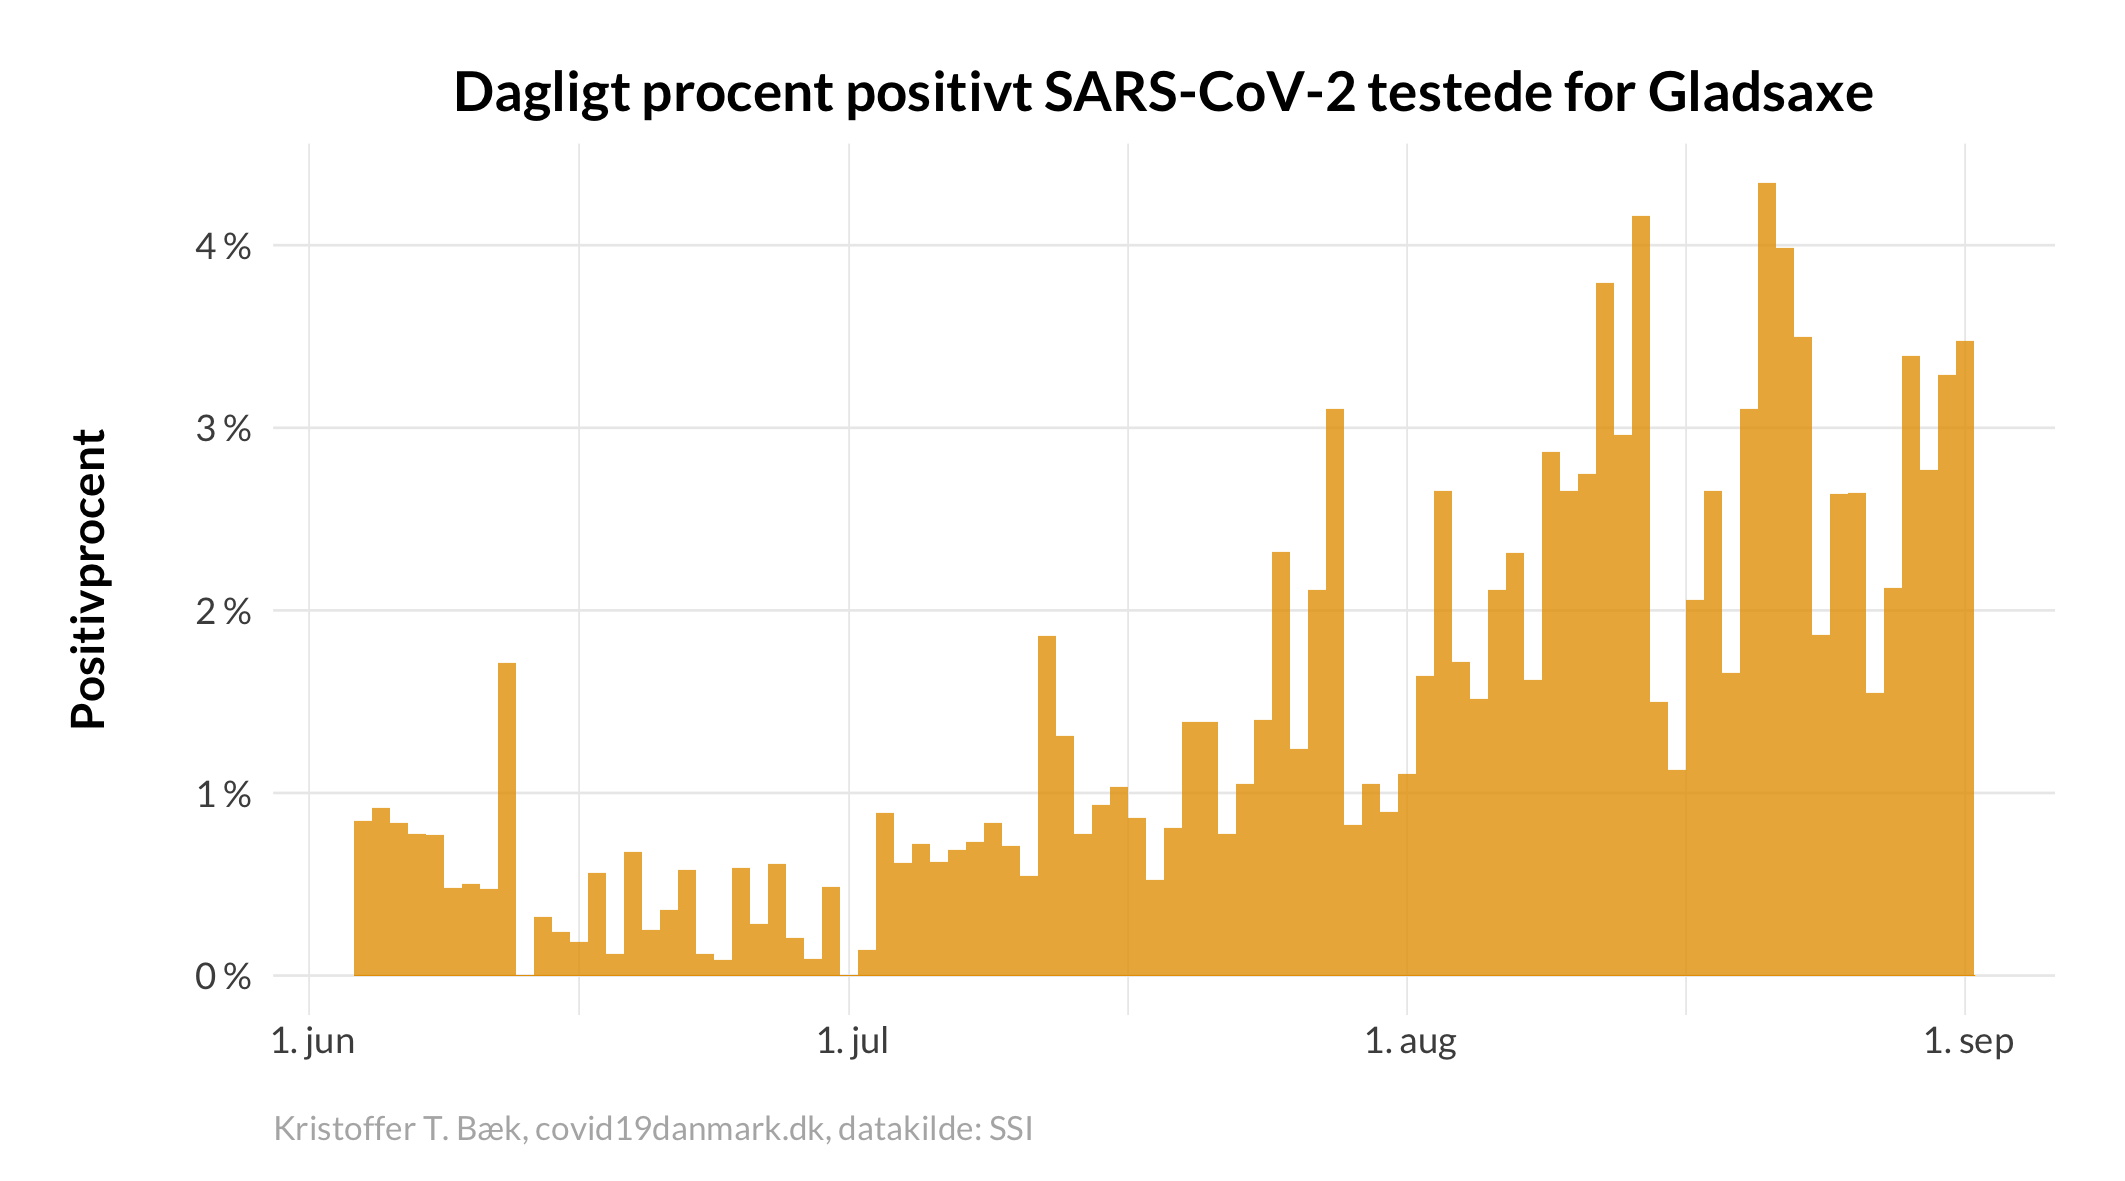 Dagligt procent positivt SARS-CoV-2 testede for Gladsaxe
Positivprocent
4 %
3 %
2 %
1 %
0 %
1. jun
1. jul
1. aug
1. sep
Kristoffer T. Bæk, covid19danmark.dk, datakilde: SSI